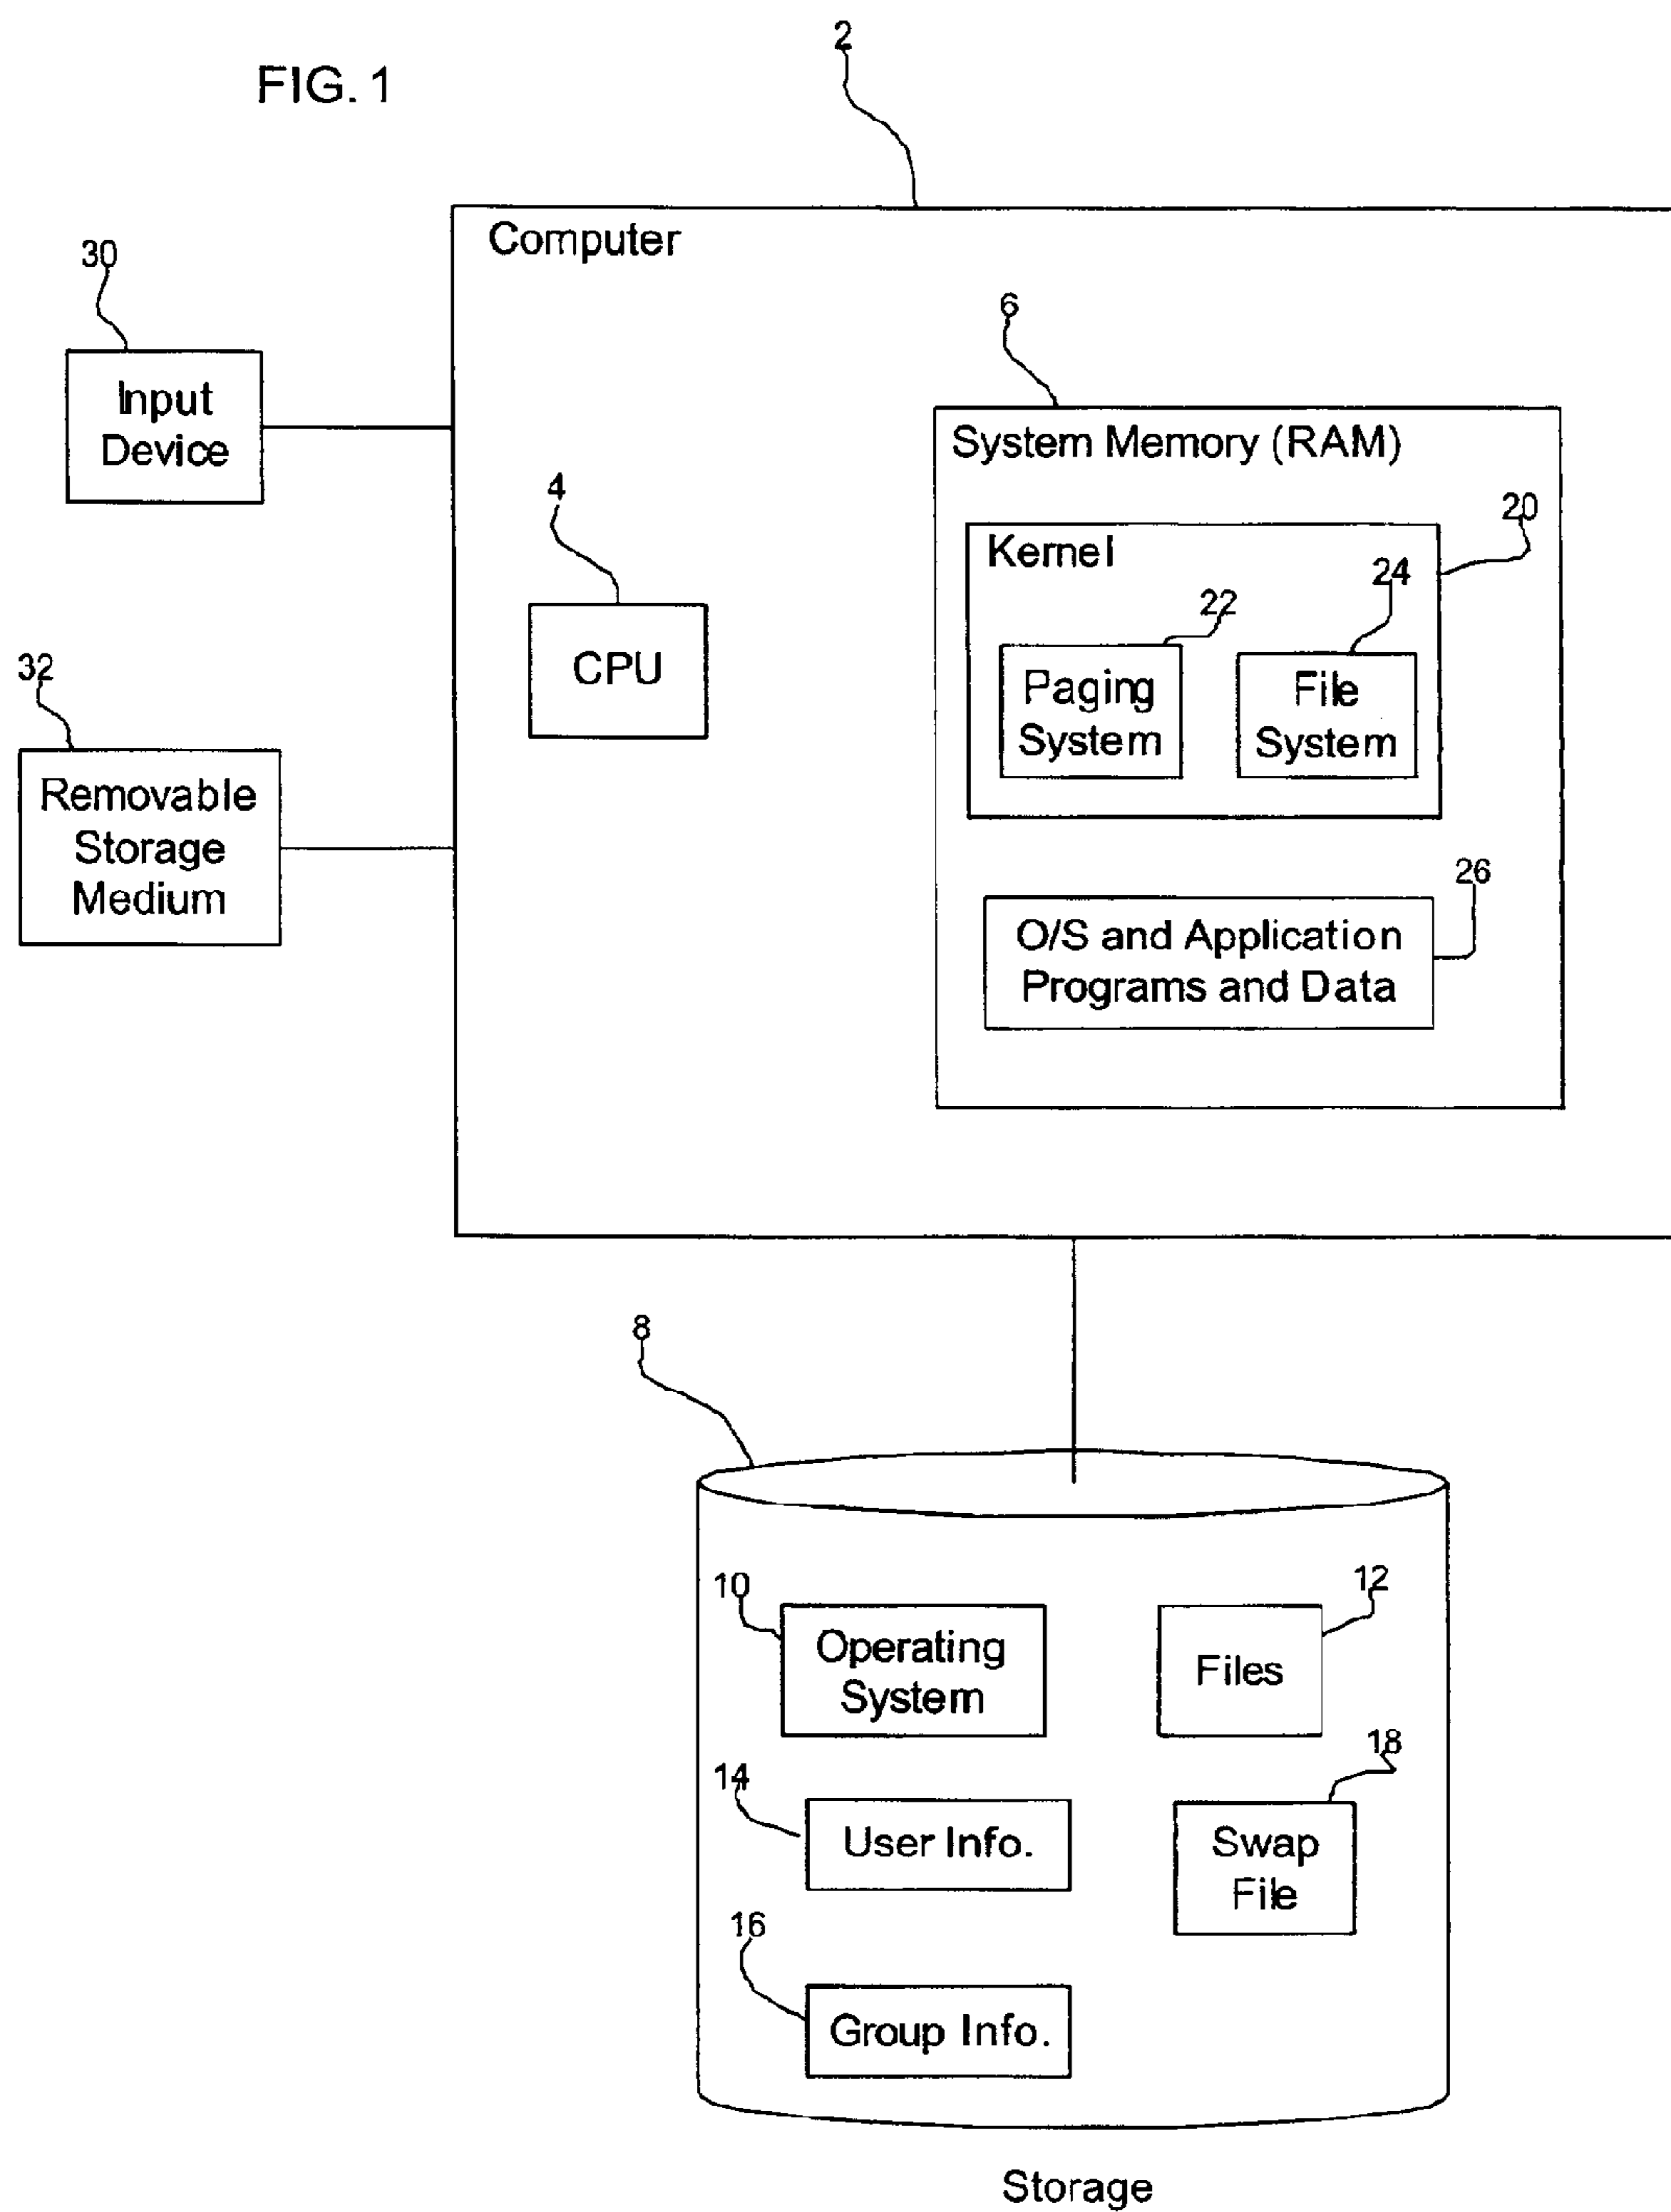 FIG. 1
2
Computer
30
Input
Device
6
System Memory (RAM)
4
CPU
20
Kernel
22
24
Paging
System
File
System
32
Removable
Storage
Medium
26
O/S and Application
Programs and Data
8
10
Operating
System
12
Files
14
User Info.
18
Swap
File
16
Group Info.
Storage